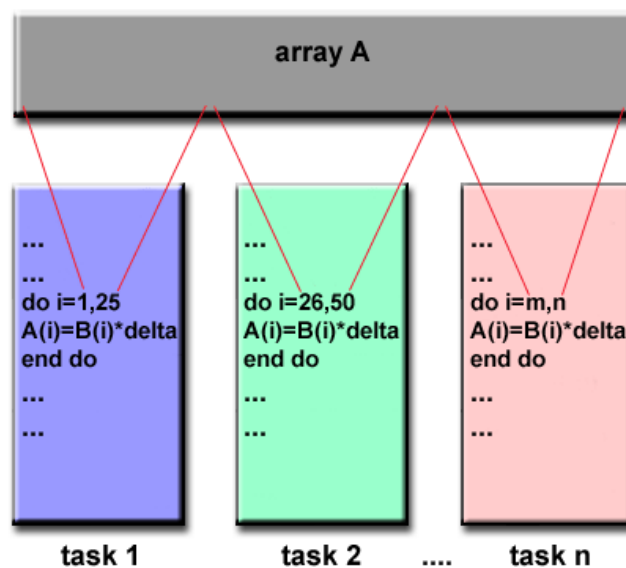 array A
...
...
do i=1,25
A(i)=B(i)*delta
end do
...
...
...
...
do i=26,50
A(i)=B(i)*delta
end do
...
...
...
...
do i=m,n
A(i)=B(i)*delta
end do
...
...
task 1
task 2
....
task n